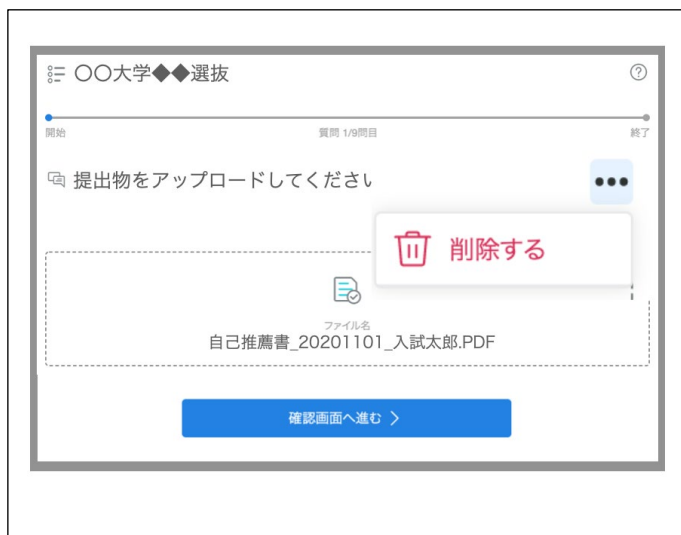 〇〇大学◆◆選抜
開始
質問 1/9問目
終了
提出物をアップロードしてください
削除する
ファイル名
自己推薦書_20201101_入試太郎.PDF
確認画面へ進む